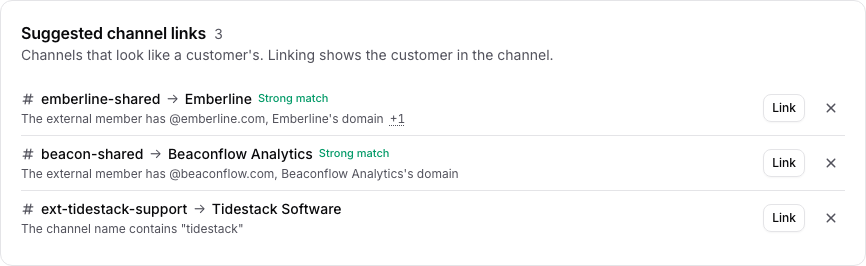 Suggested channel links 3
Channels that look like a customer's. Linking shows the customer in the channel.
# emberline-shared → Emberline Strong match
The external member has @emberline.com, Emberline's domain +1
Link ✕
# beacon-shared → Beaconflow Analytics Strong match
The external member has @beaconflow.com, Beaconflow Analytics's domain
Link ✕
# ext-tidestack-support → Tidestack Software
The channel name contains "tidestack"
Link ✕